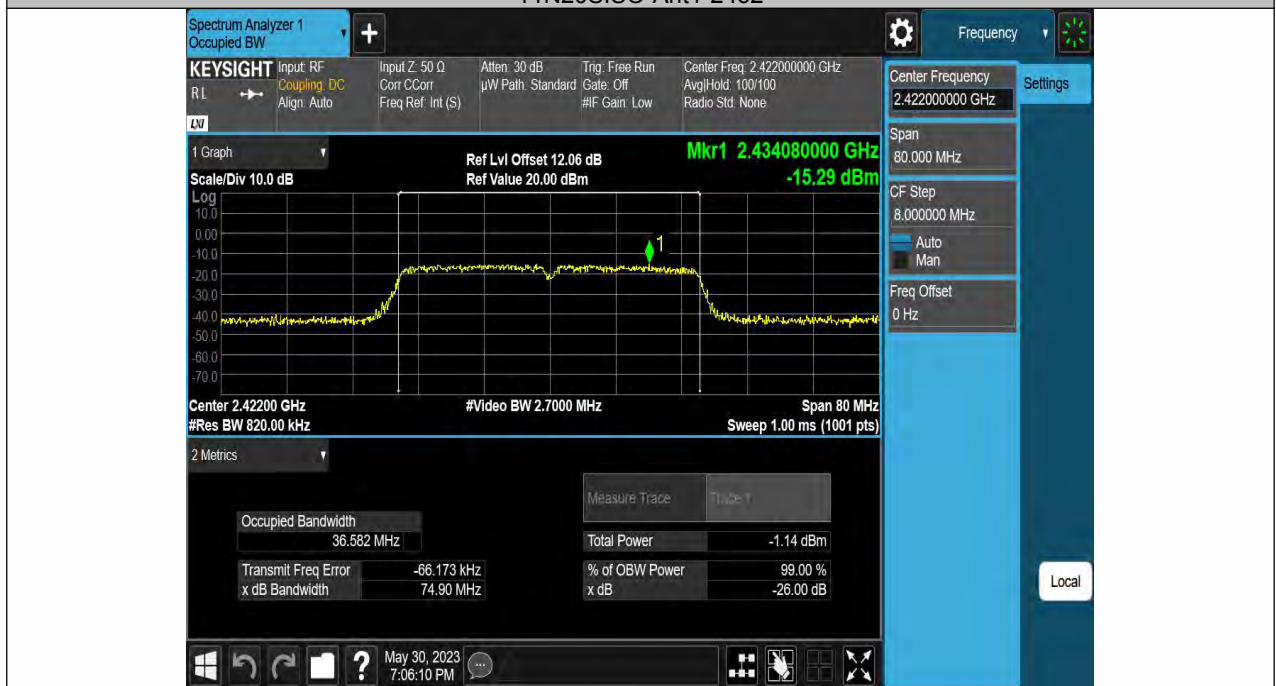 11N20SISO-Ant1-2462
Spectrum Analyzer 1
Occupied BW
+
Frequency
KEYSIGHT
RL
LXI
Input: RF
Coupling: DC
Align: Auto
Input Z: 50 Ω
Corr CCorr
Freq Ref: Int (S)
Atten: 30 dB
µW Path: Standard
Trig: Free Run
Gate: Off
#IF Gain: Low
Center Freq: 2.422000000 GHz
Avg|Hold: 100/100
Radio Std: None
Center Frequency
2.422000000 GHz
Settings
Span
80.000 MHz
CF Step
8.000000 MHz
Auto
Man
Freq Offset
0 Hz
Local
1 Graph
Scale/Div 10.0 dB
Ref Lvl Offset 12.06 dB
Ref Value 20.00 dBm
Mkr1 2.434080000 GHz
-15.29 dBm
Log
10.0
0.00
-10.0
-20.0
-30.0
-40.0
-50.0
-60.0
-70.0
1
Center 2.42200 GHz
#Video BW 2.7000 MHz
Span 80 MHz
#Res BW 820.00 kHz
Sweep 1.00 ms (1001 pts)
2 Metrics
Measure Trace
Trace 1
Occupied Bandwidth
36.582 MHz
Total Power
-1.14 dBm
Transmit Freq Error
-66.173 kHz
% of OBW Power
99.00 %
x dB Bandwidth
74.90 MHz
x dB
-26.00 dB
?
May 30, 2023
7:06:10 PM